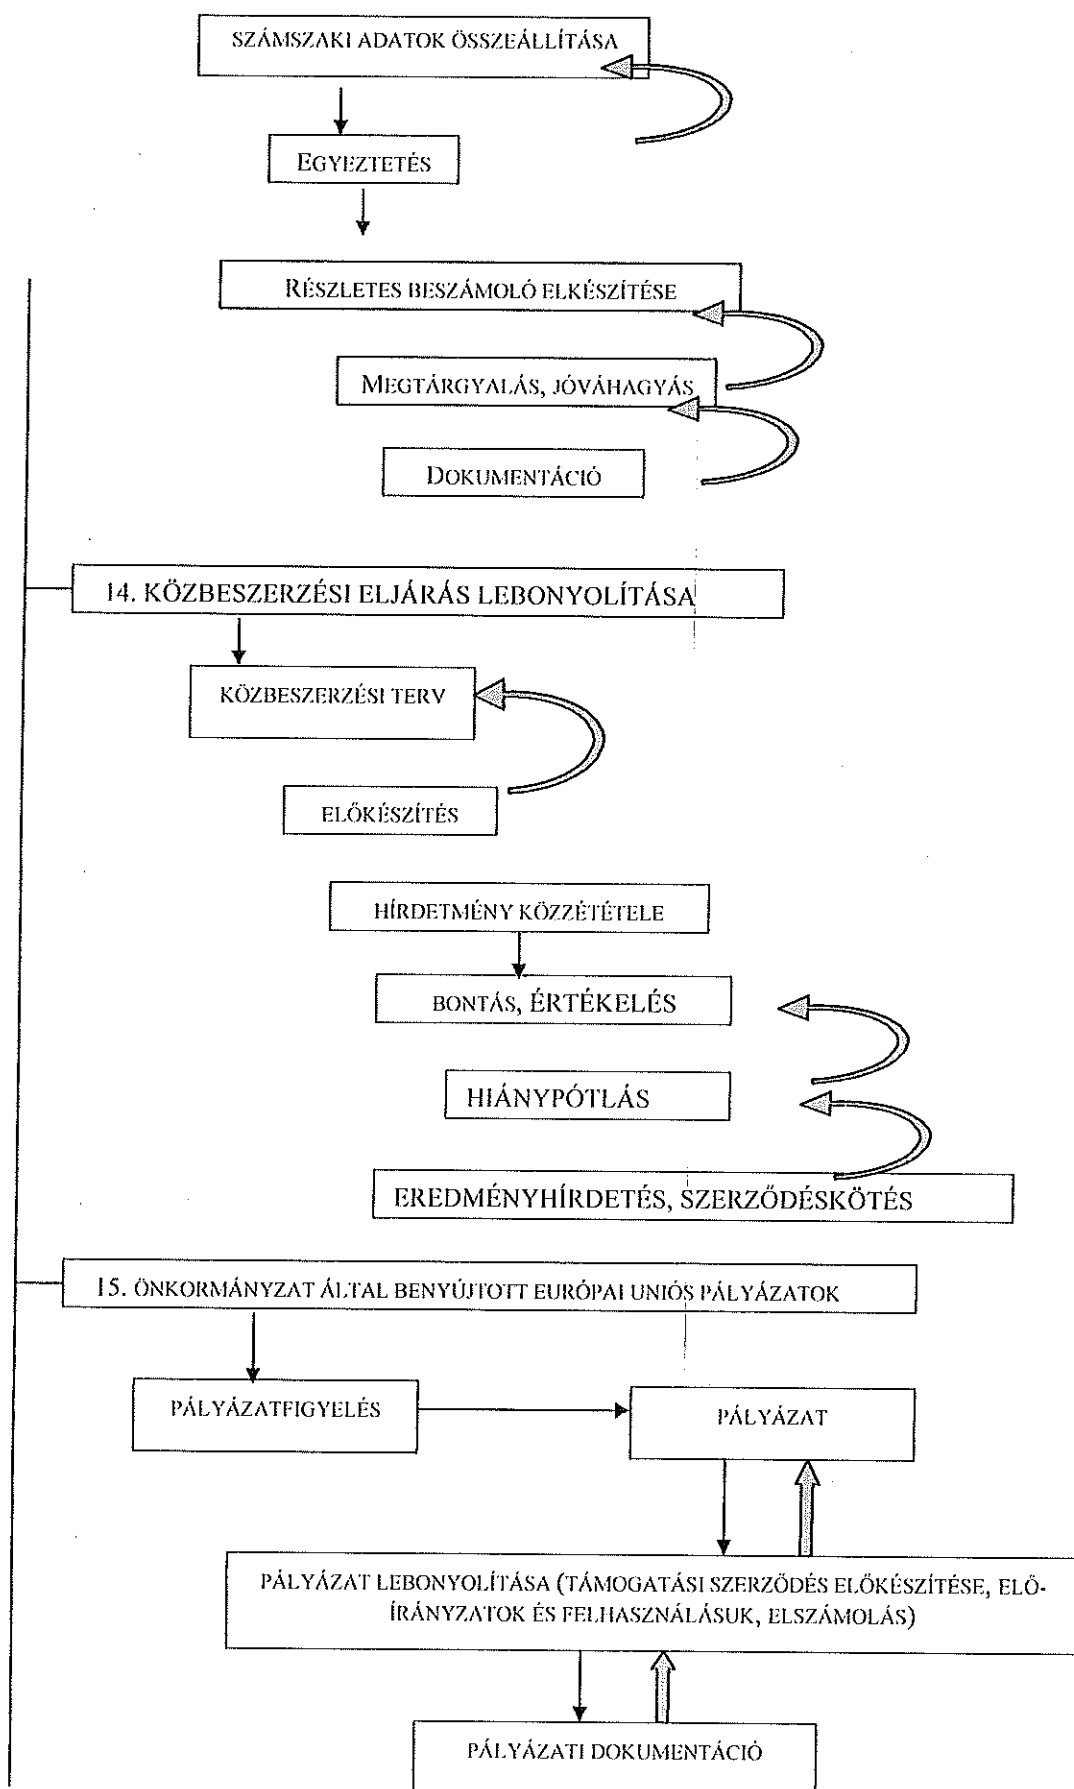 SZÁMSZAKI ADATOK ÖSSZEÁLLÍTÁSA
EGYEZTETÉS
RÉSZLETES BESZÁMOLÓ ELKÉSZÍTÉSE
MEGTÁRGYALÁS, JÓVÁHAGYÁS
DOKUMENTÁCIÓ
14. KÖZBESZERZÉSI ELJÁRÁS LEBONYOLÍTÁSA
KÖZBESZERZÉSI TERV
ELŐKÉSZÍTÉS
HÍRDETMÉNY KÖZZÉTÉTELE
BONTÁS, ÉRTÉKELÉS
HIÁNYPÓTLÁS
EREDMÉNYHÍRDETÉS, SZERZŐDÉSKÖTÉS
15. ÖNKORMÁNYZAT ÁLTAL BENYÚJTOTT EURÓPAI UNIÓS PÁLYÁZATOK
PÁLYÁZATFIGYELÉS
PÁLYÁZAT
PÁLYÁZAT LEBONYOLÍTÁSA (TÁMOGATÁSI SZERZŐDÉS ELŐKÉSZÍTÉSE, ELŐ-
IRÁNYZATOK ÉS FELHASZNÁLÁSUK, ELSZÁMOLÁS)
PÁLYÁZATI DOKUMENTÁCIÓ